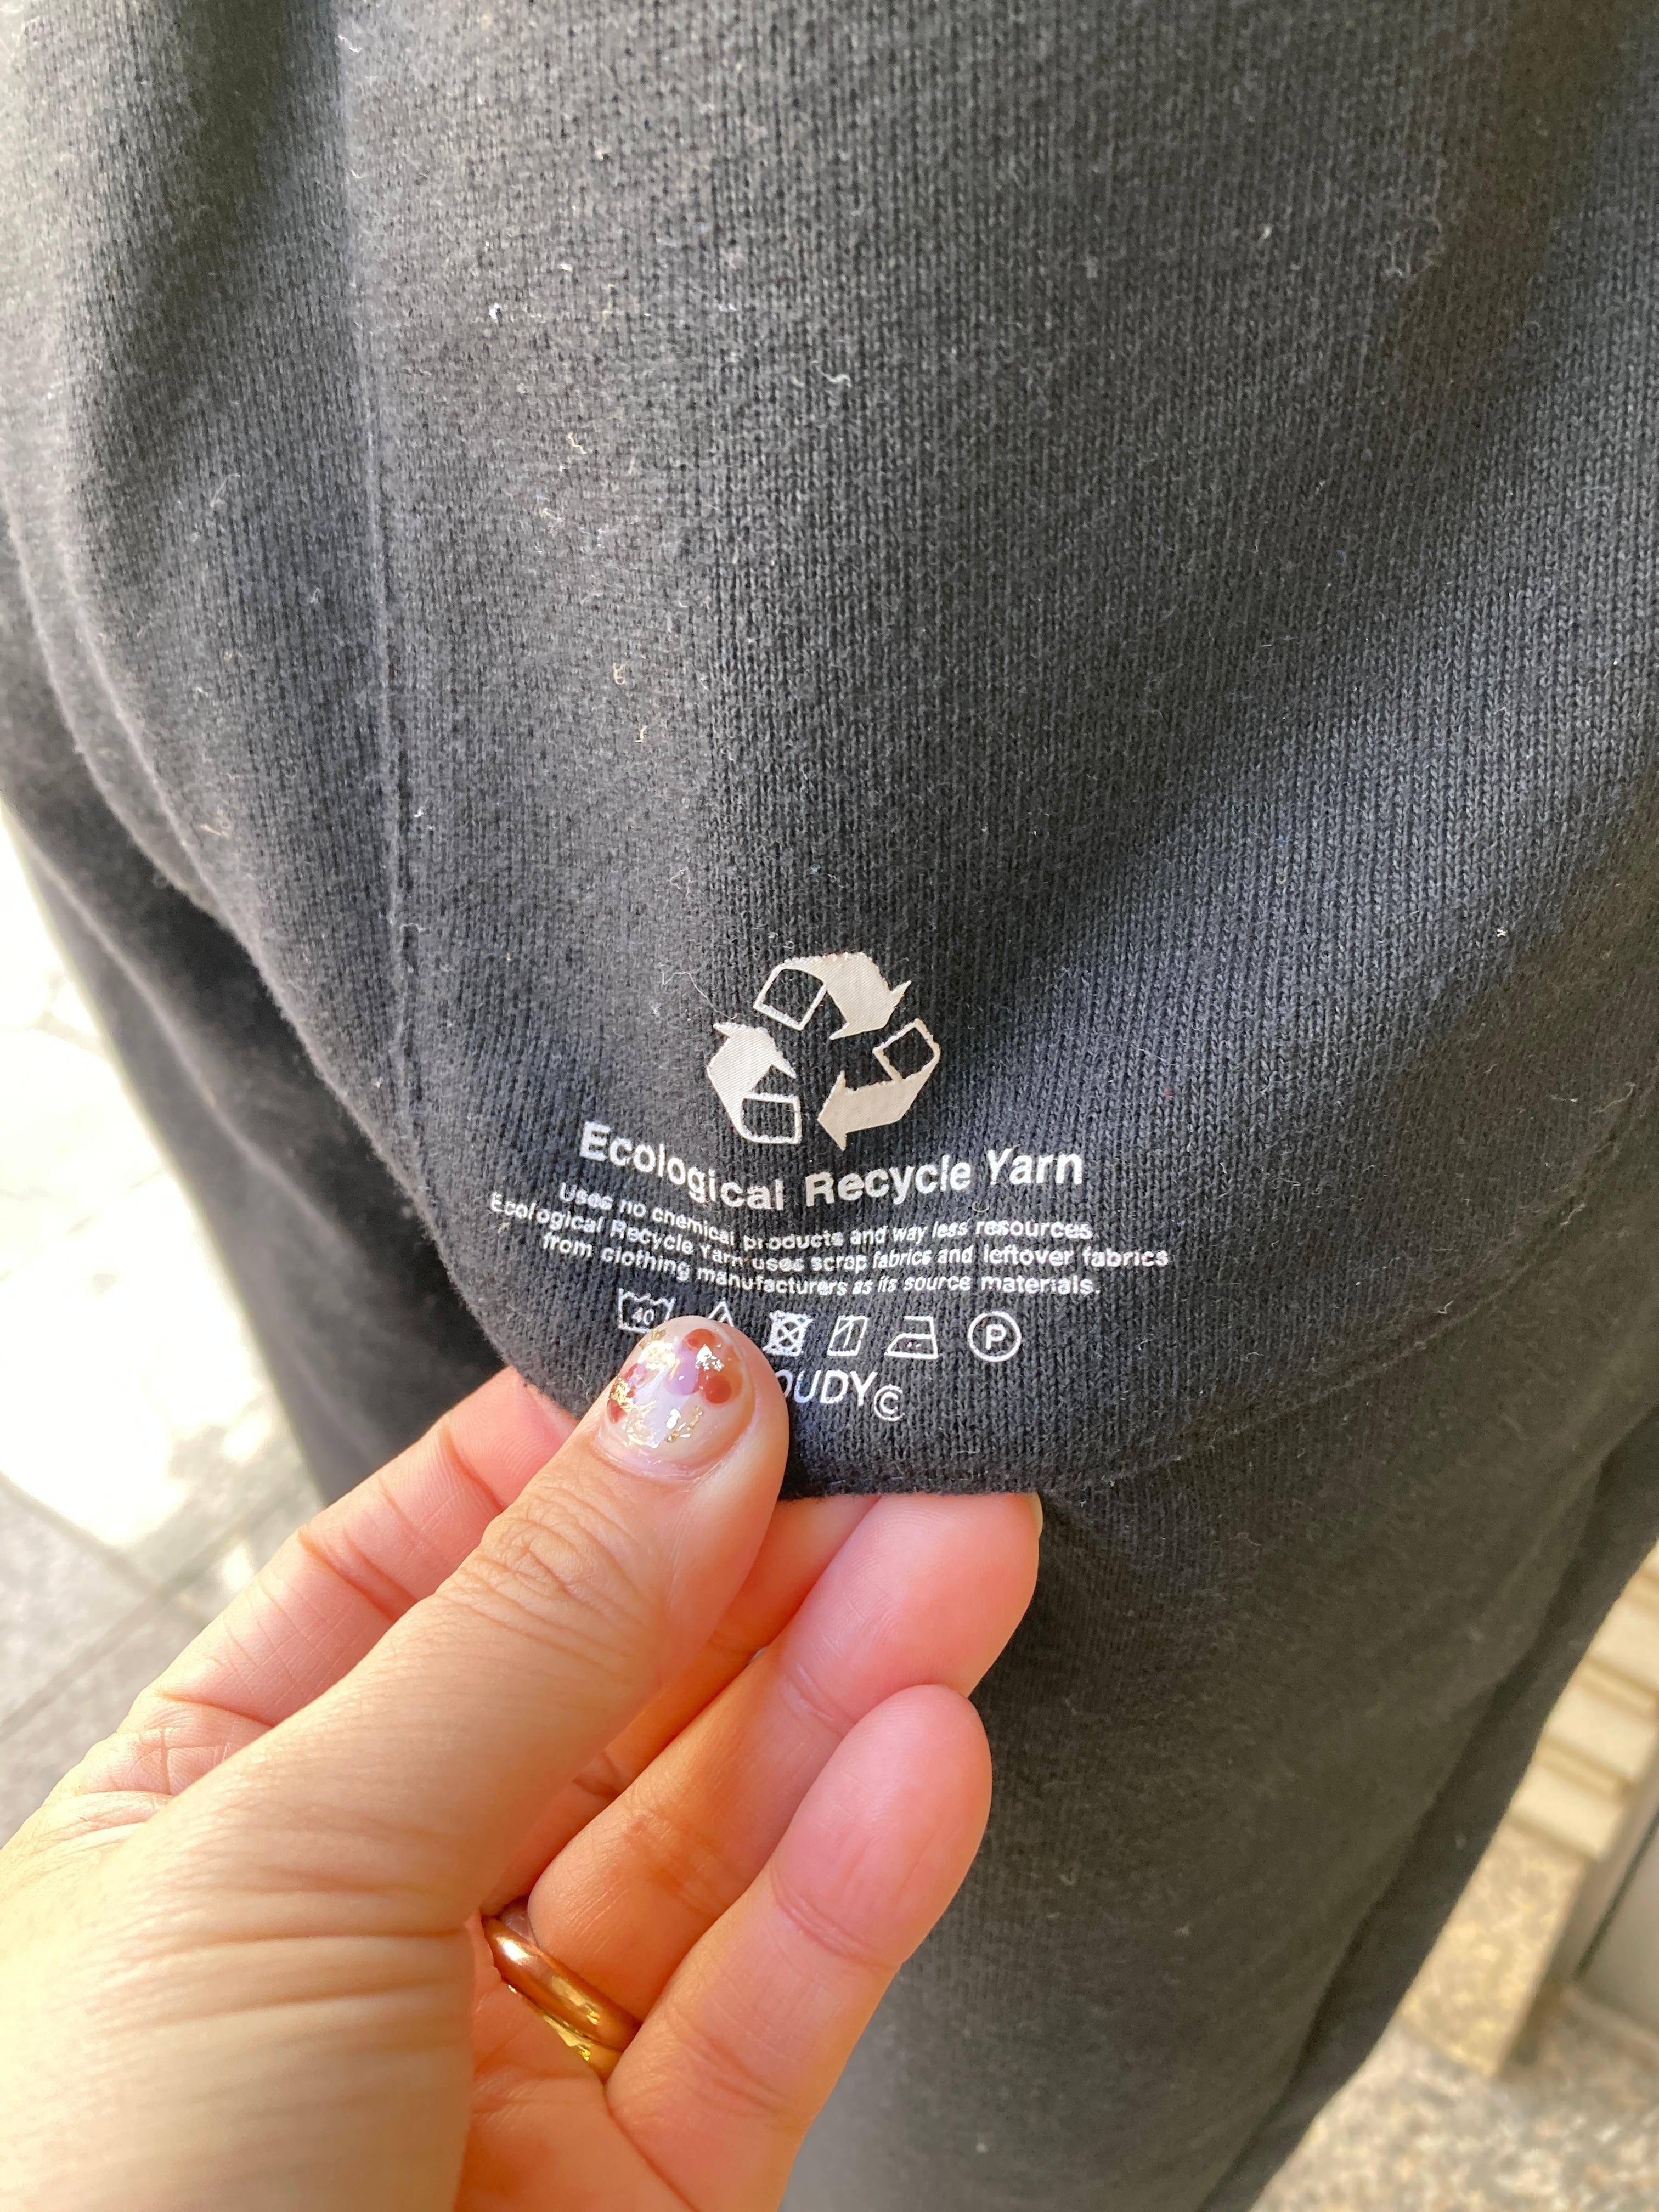 Ecological Recycle Yarn
Uses no chemical products and way less resources.
Ecological Recycle Yarn uses scrap fabrics and leftover fabrics
from clothing manufacturers as its source materials.
40 P
OUDY©